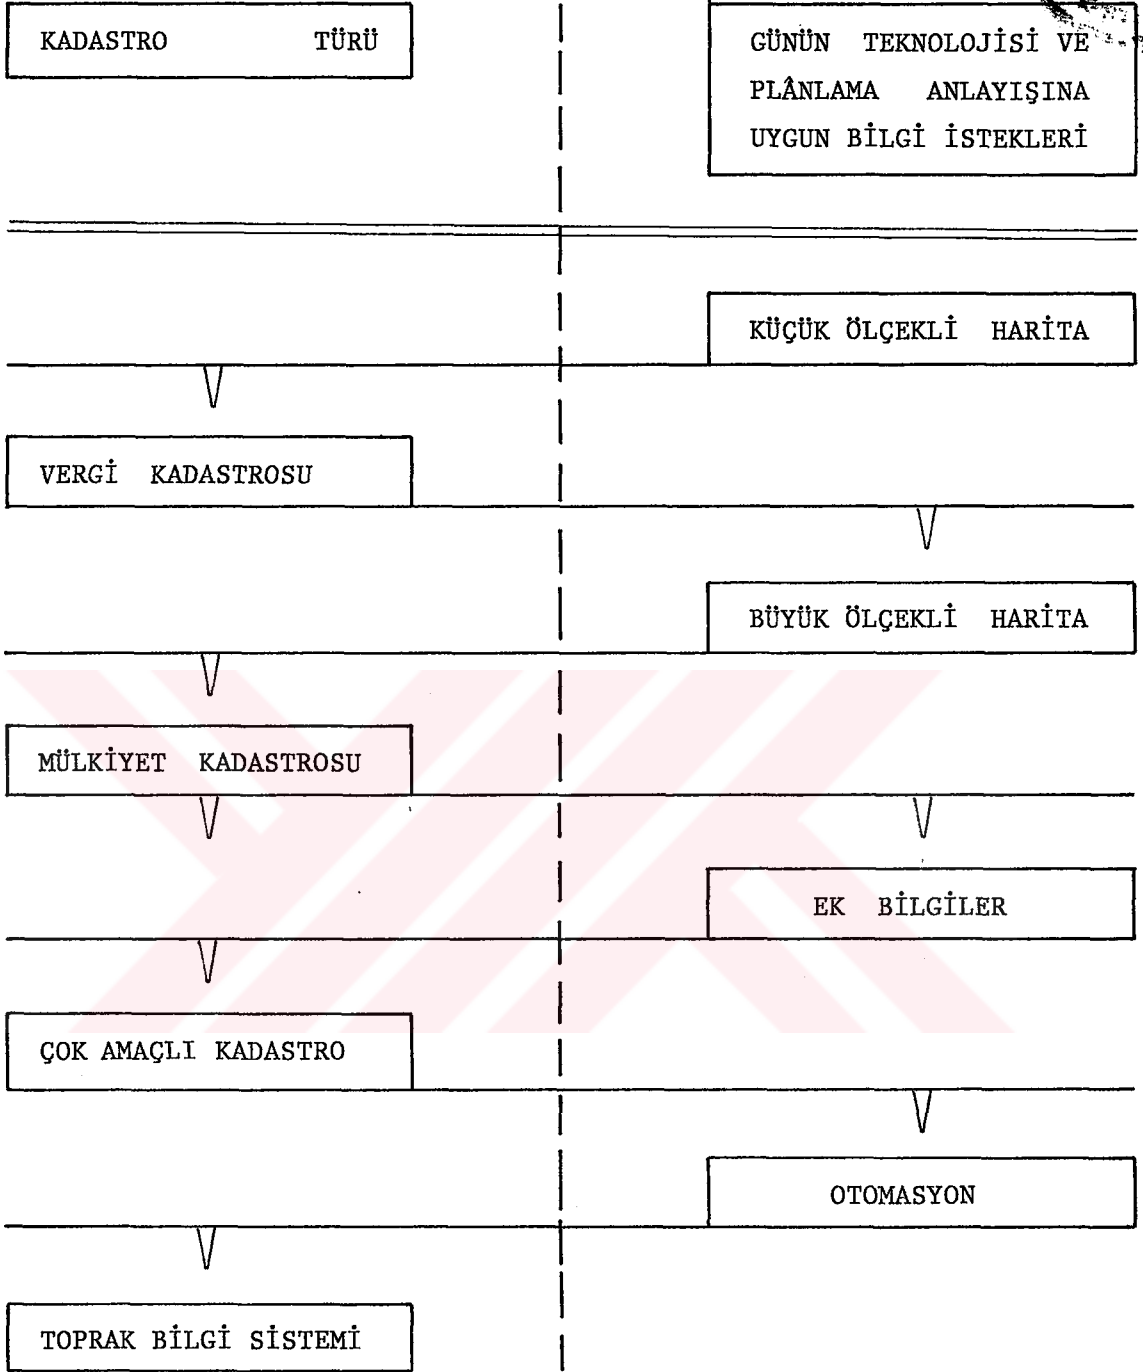 KADASTRO TÜRÜ
GÜNÜN TEKNOLOJİSİ VE
PLÂNLAMA ANLAYIŞINA
UYGUN BİLGİ İSTEKLERİ
KÜÇÜK ÖLÇEKLİ HARİTA
VERGİ KADASTROSU
BÜYÜK ÖLÇEKLİ HARİTA
MÜLKİYET KADASTROSU
EK BİLGİLER
ÇOK AMAÇLI KADASTRO
OTOMASYON
TOPRAK BİLGİ SİSTEMİ